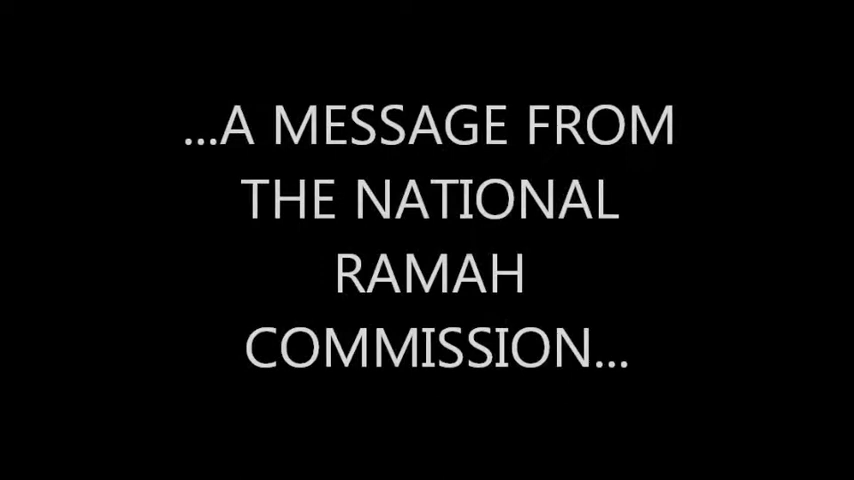 ...A MESSAGE FROM
THE NATIONAL
RAMAH
COMMISSION...